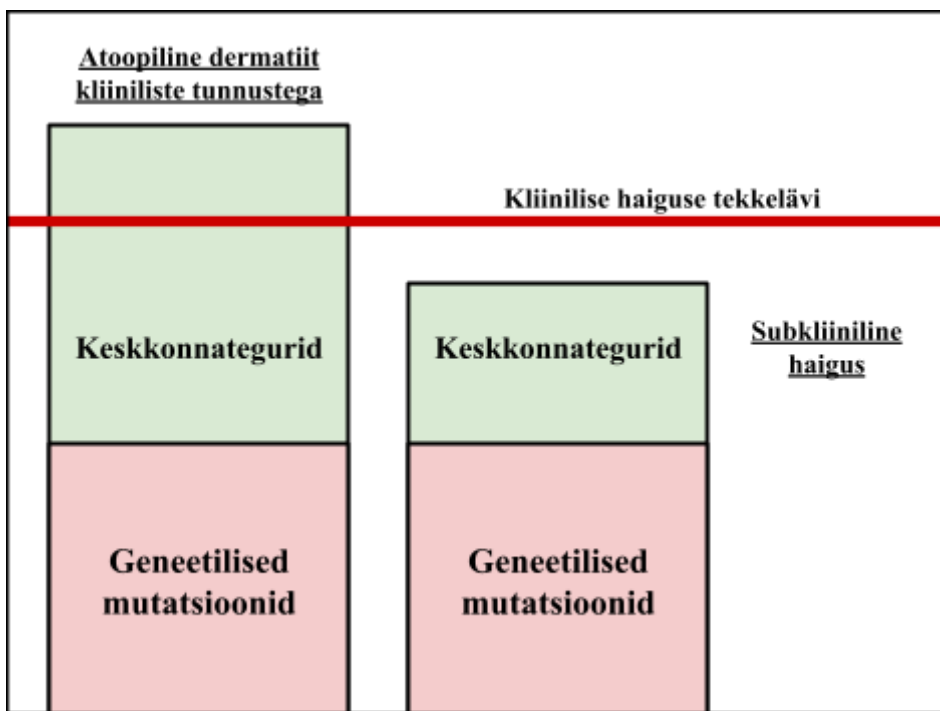 Atoopiline dermatiit
kliiniliste tunnustega
Kliinilise haiguse tekkelävi
Keskkonnategurid
Keskkonnategurid
Subkliiniline
haigus
Geneetilised
mutatsioonid
Geneetilised
mutatsioonid